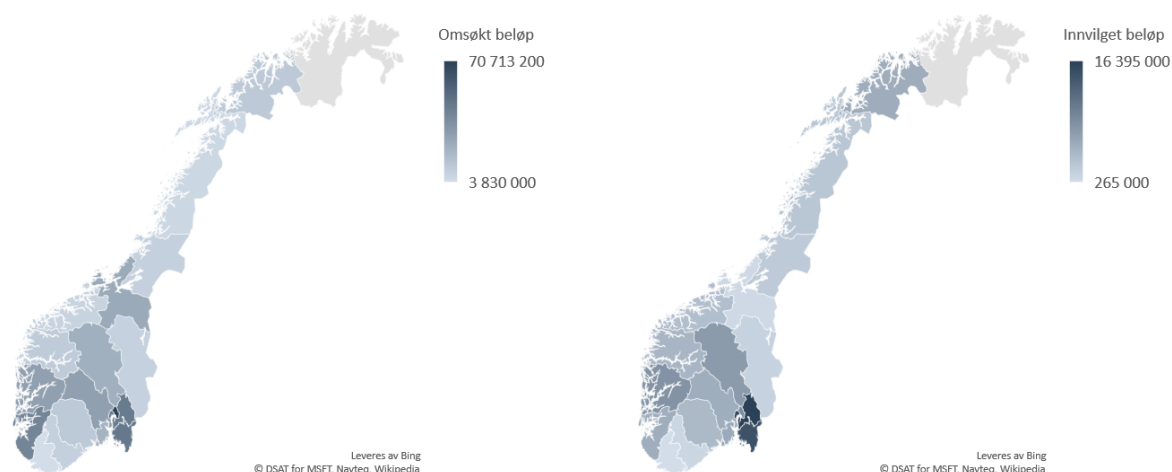 Omsøkt beløp
70 713 200
3 830 000
Leveres av Bing
© DSAT for MSFT, Navteq, Wikipedia
Innvilget beløp
16 395 000
265 000
Leveres av Bing
© DSAT for MSFT, Navteq, Wikipedia